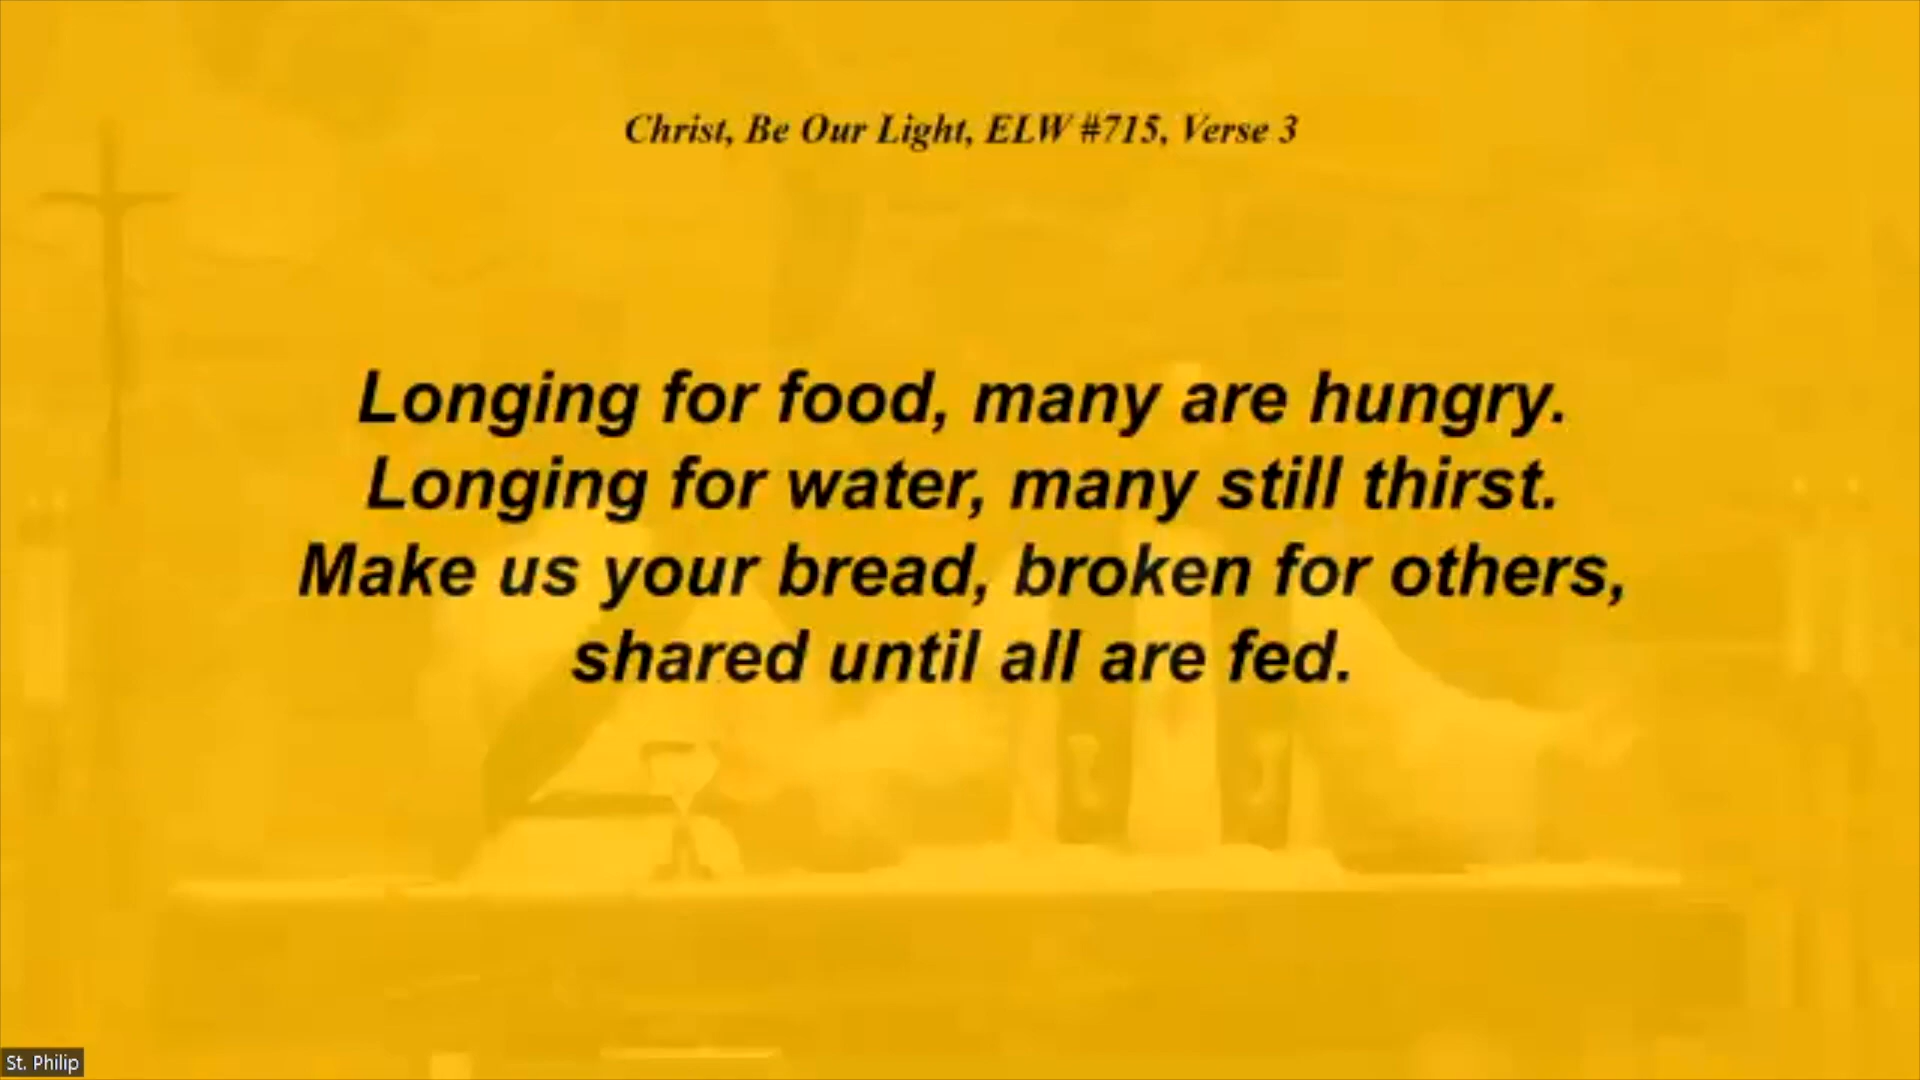 Christ, Be Our Light, ELW #715, Verse 3
Longing for food, many are hungry.
Longing for water, many still thirst.
Make us your bread, broken for others,
shared until all are fed.
St. Philip